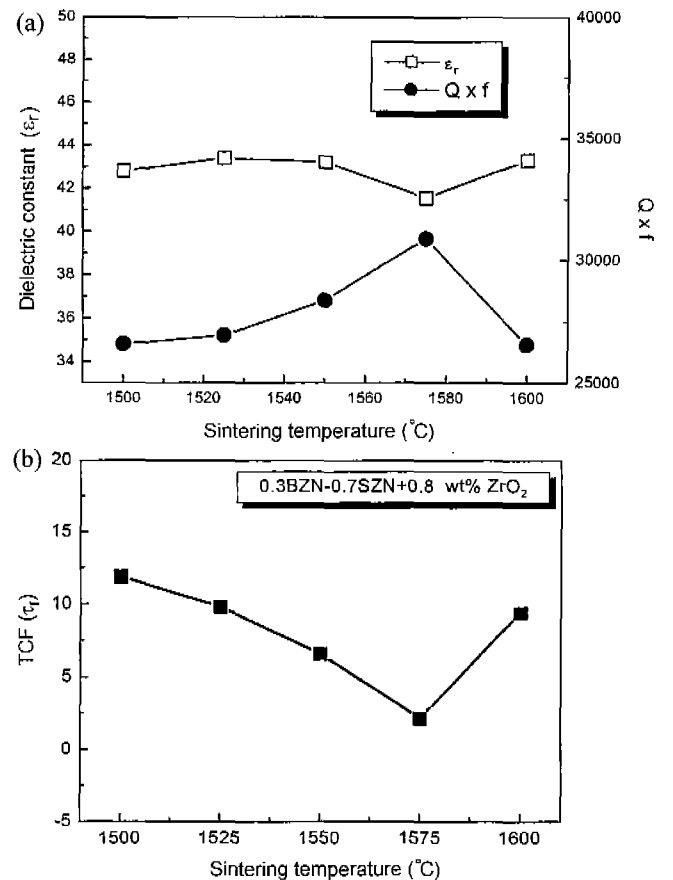 (a)
50
48
46
44
42
40
38
36
34
Dielectric constant (εr)
εr
Q x f
40000
35000
30000
25000
Q x f
1500 1520 1540 1560 1580 1600
Sintering temperature (°C)
(b)
20
15
10
5
0
-5
TCF (τf)
0.3BZN-0.7SZN+0.8 wt% ZrO2
1500 1525 1550 1575 1600
Sintering temperature (°C)